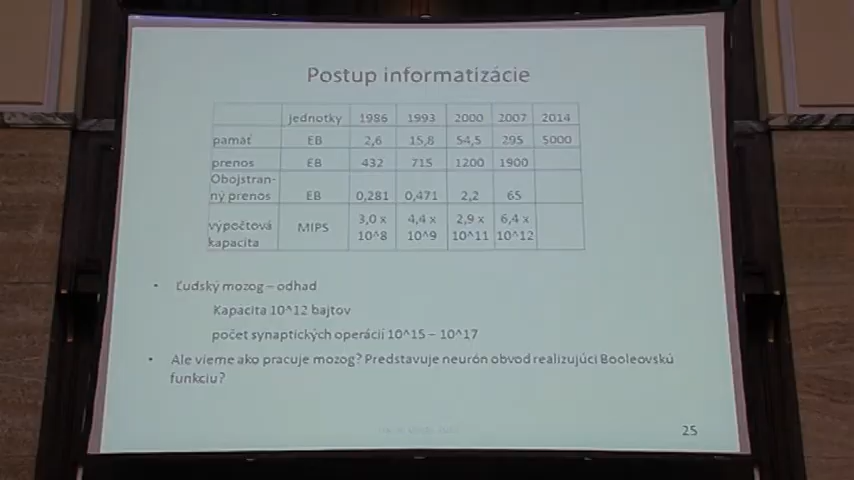 Postup informatizácie
jednotky 1986 1993 2000 2007 2014
pamäť EB 2,6 15,8 54,5 295 5000
prenos EB 432 715 1200 1900
Obojstran-
ný prenos EB 0,281 0,471 2,2 65
výpočtová kapacita MIPS 3,0 x 10^8 4,4 x 10^9 2,9 x 10^11 6,4 x 10^12
• Ľudský mozog – odhad
Kapacita 10^12 bajtov
počet synaptických operácií 10^15 – 10^17
• Ale vieme ako pracuje mozog? Predstavuje neurón obvod realizujúci Booleovskú
funkciu?
25